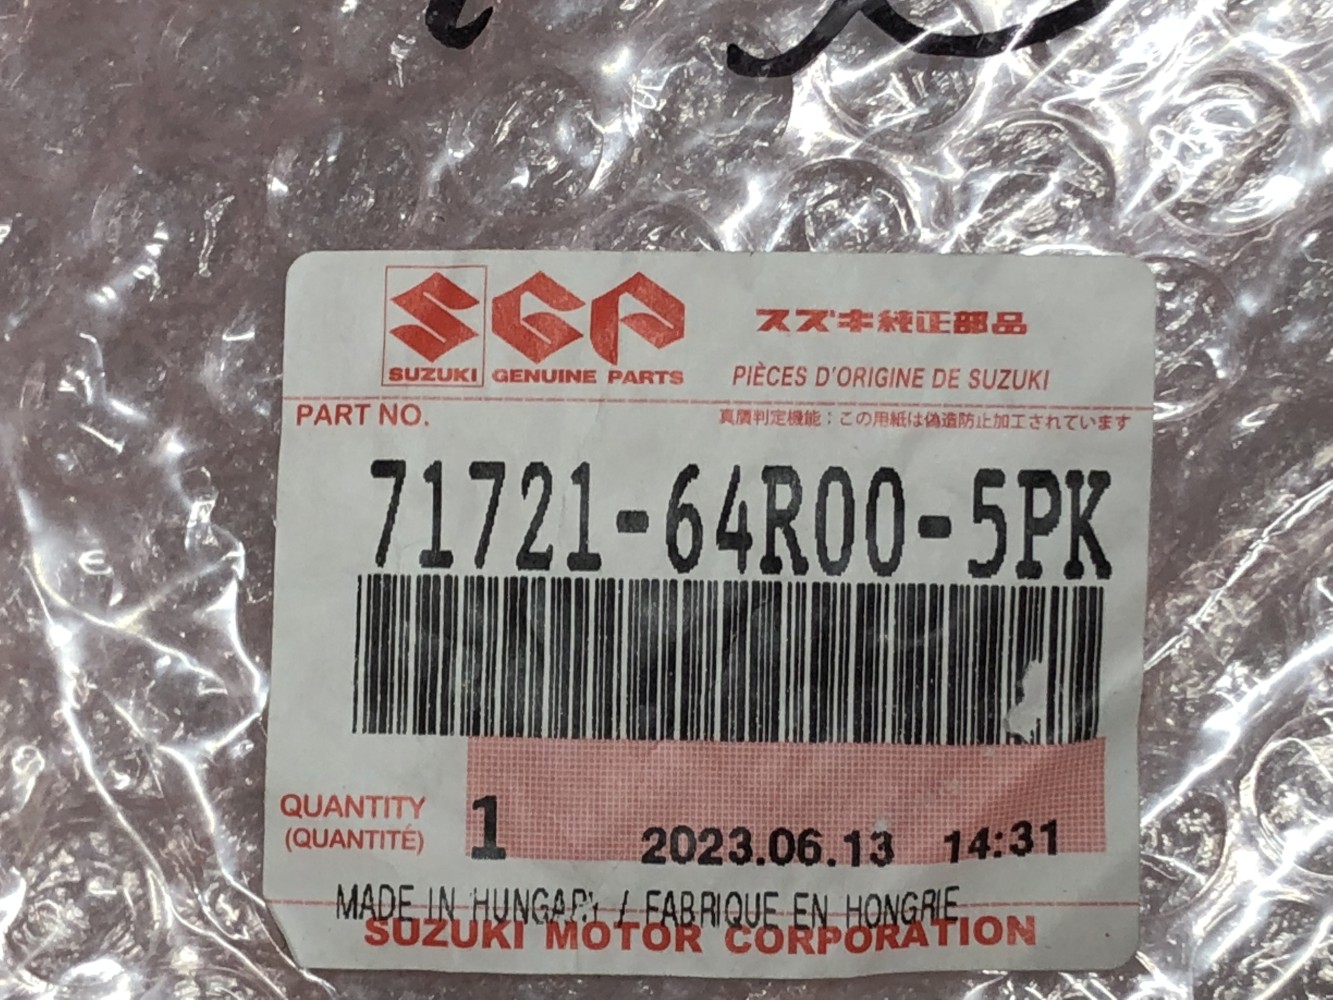 SUZUKI GENUINE PARTS
SGP
スズキ純正部品
PIÈCES D'ORIGINE DE SUZUKI
PART NO.
真贋判定機能：この用紙は偽造防止加工されています
71721-64R00-5PK
QUANTITY 1 2023.06.13 14:31
(QUANTITÉ)
MADE IN HUNGARY / FABRIQUE EN HONGRIE
SUZUKI MOTOR CORPORATION